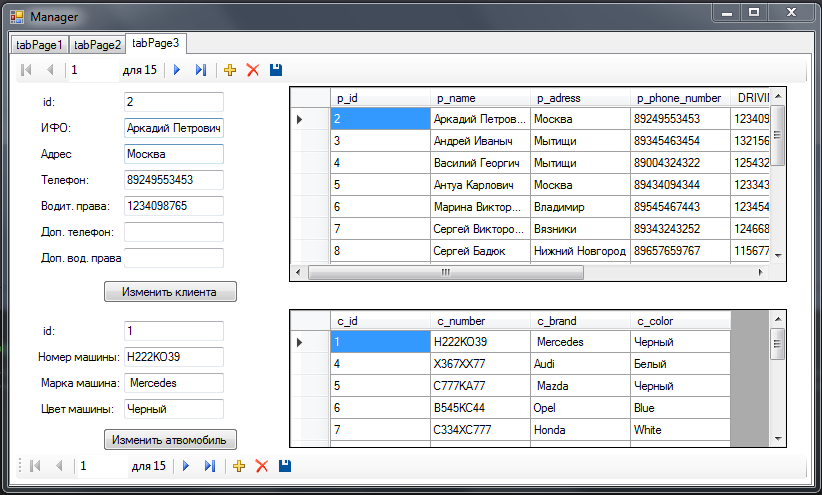 Manager
tabPage1 tabPage2 tabPage3
1 для 15
id: 2
ИФО: Аркадий Петрович
Адрес Москва
Телефон: 89249553453
Водит. права: 1234098765
Доп. телефон:
Доп. вод. права
Изменить клиента
p_id p_name p_adress p_phone_number DRIVI
2 Аркадий Петров... Москва 89249553453 123409
3 Андрей Иваныч Мытищи 89345463454 132156
4 Василий Георгич Мытищи 89004324322 125432
5 Антуа Карлович Москва 89434094344 123343
6 Марина Виктор... Владимир 89545467443 123454
7 Сергей Викторо... Вязники 89343243252 124668
8 Сергей Бадюк Нижний Новгород 89657659767 115677
id: 1
Номер машины: H222KO39
Марка машина: Mercedes
Цвет машины: Черный
Изменить атвомобиль
c_id c_number c_brand c_color
1 H222KO39 Mercedes Черный
4 X367XX77 Audi Белый
5 C777KA77 Mazda Черный
6 B545KC44 Opel Blue
7 C334XC777 Honda White
1 для 15